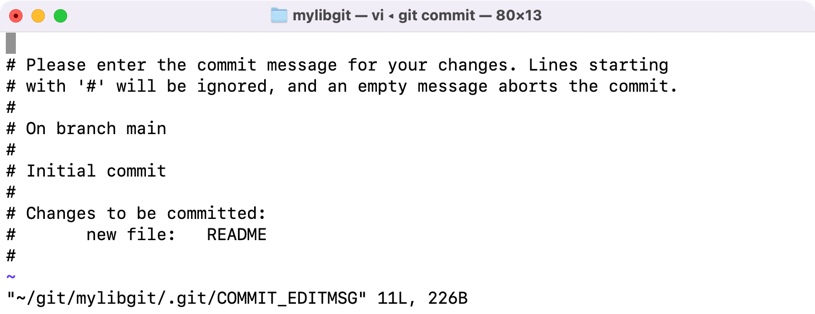 mylibgit — vi ◂ git commit — 80×13
# Please enter the commit message for your changes. Lines starting
# with '#' will be ignored, and an empty message aborts the commit.
#
# On branch main
#
# Initial commit
#
# Changes to be committed:
#       new file:   README
#
~
"~/git/mylibgit/.git/COMMIT_EDITMSG" 11L, 226B